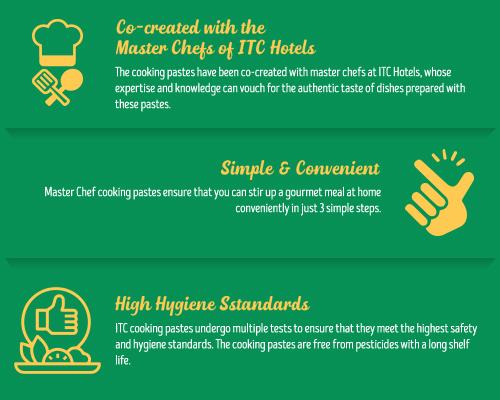 Co-created with the
Master Chefs of ITC Hotels
The cooking pastes have been co-created with master chefs at ITC Hotels, whose
expertise and knowledge can vouch for the authentic taste of dishes prepared with
these pastes.
Simple & Convenient
Master Chef cooking pastes ensure that you can stir up a gourmet meal at home
conveniently in just 3 simple steps.
High Hygiene Sstandards
ITC cooking pastes undergo multiple tests to ensure that they meet the highest safety
and hygiene standards. The cooking pastes are free from pesticides with a long shelf
life.